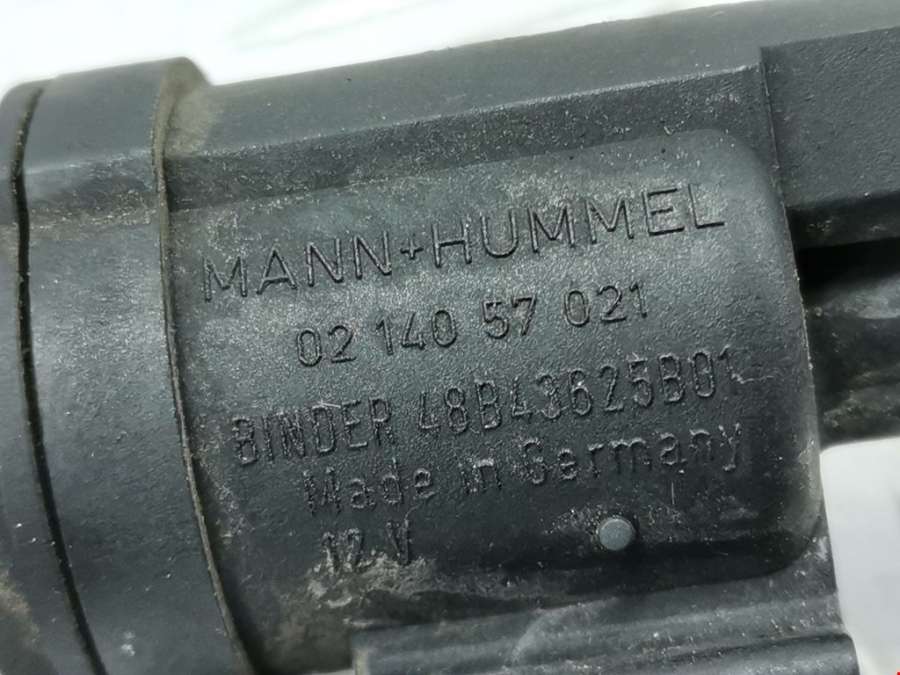 MANN+HUMMEL
02 140 57 021
BINDER 48B43625B01
Made in Germany
12 V